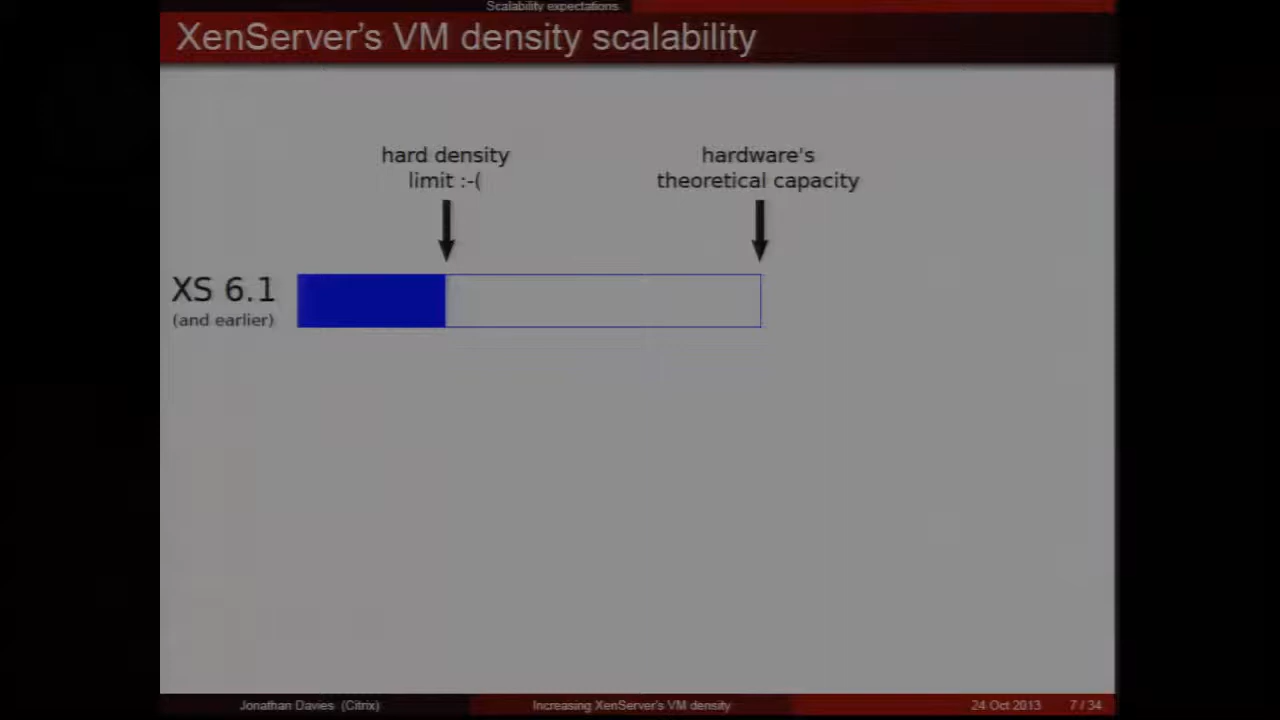 Scalability expectations
XenServer's VM density scalability
hard density
limit :-(
hardware's
theoretical capacity
XS 6.1
(and earlier)
Jonathan Davies (Citrix)
Increasing XenServer's VM density
24 Oct 2013
7 / 34